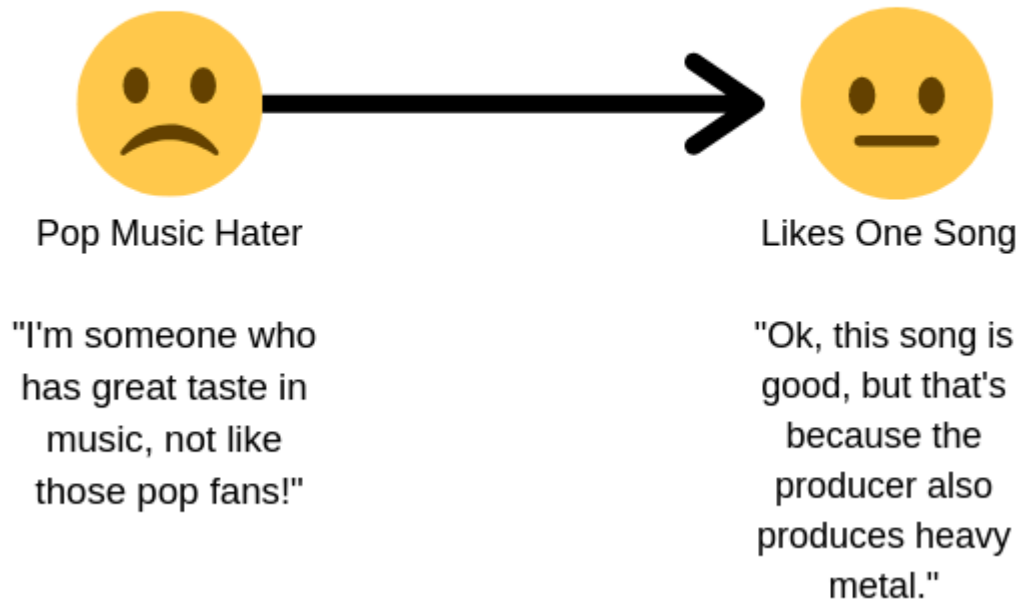 Pop Music Hater
"I'm someone who
has great taste in
music, not like
those pop fans!"
Likes One Song
"Ok, this song is
good, but that's
because the
producer also
produces heavy
metal."